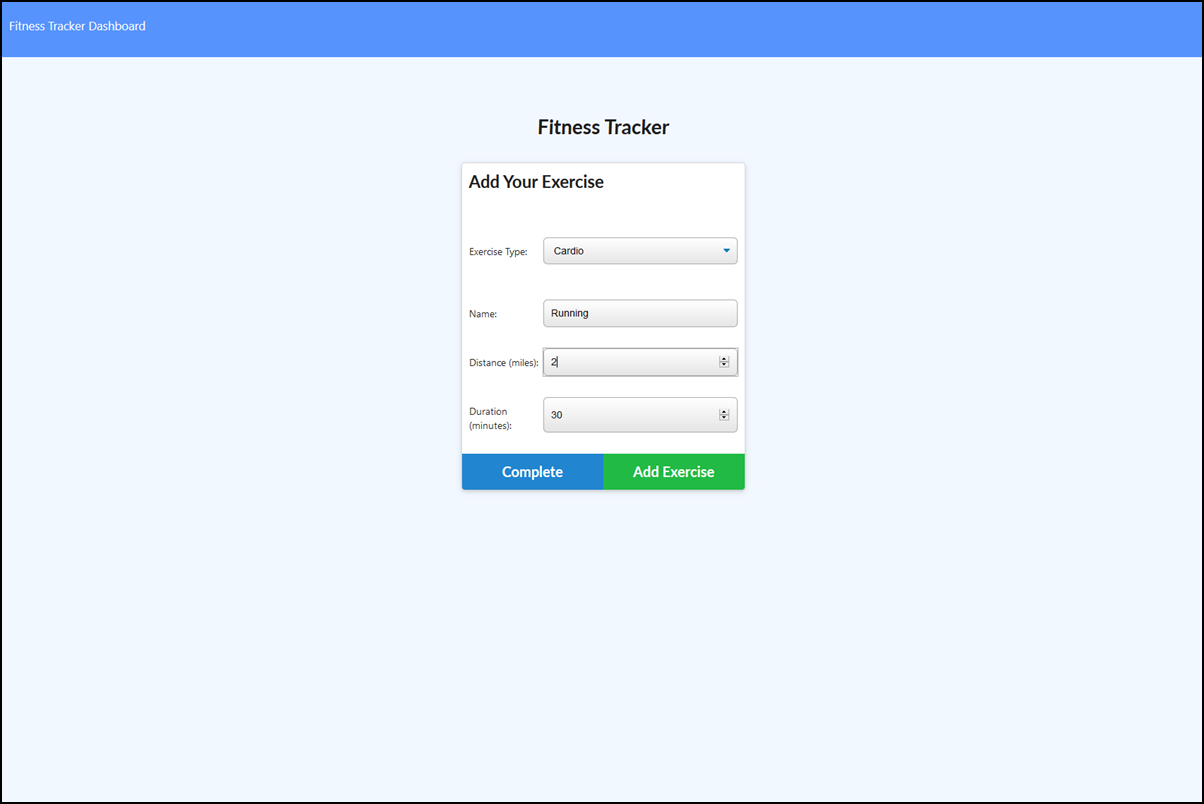 Fitness Tracker Dashboard
Fitness Tracker
Add Your Exercise
Exercise Type: Cardio
Name: Running
Distance (miles): 2
Duration
(minutes): 30
Complete Add Exercise